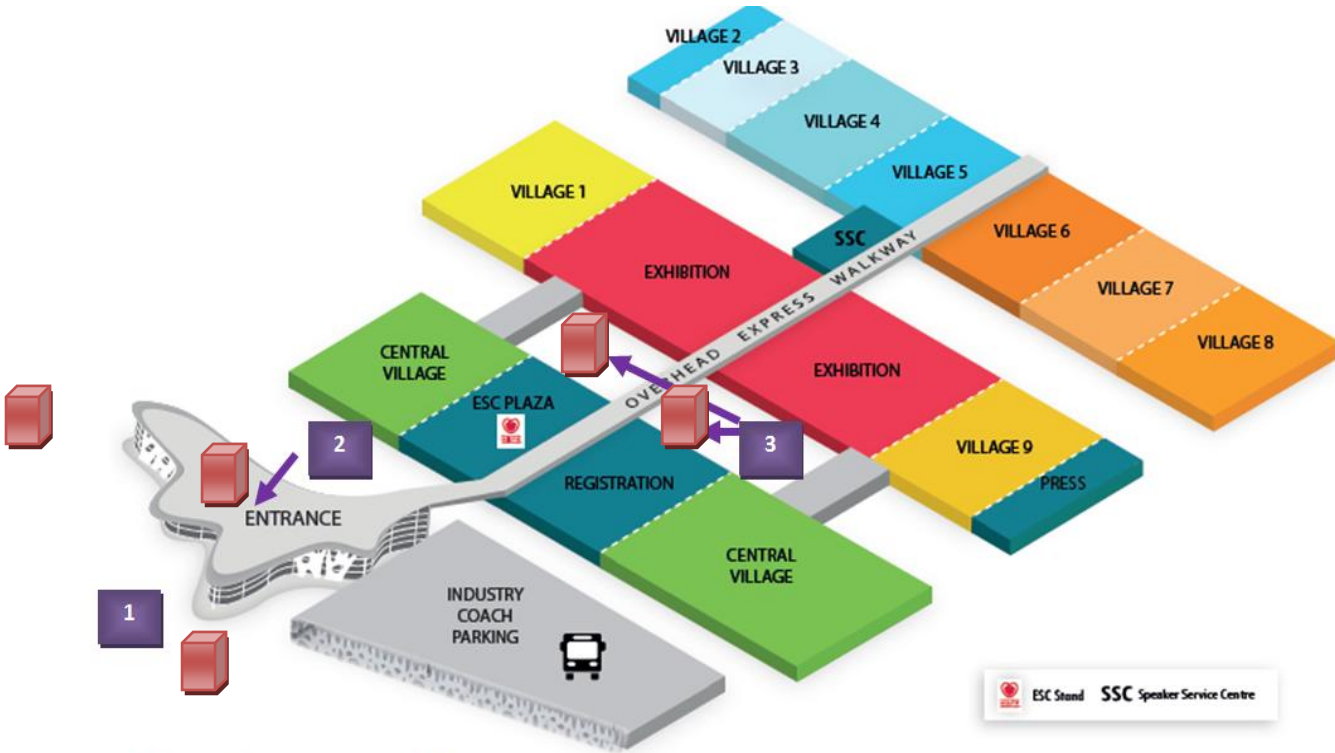 VILLAGE 2
VILLAGE 3
VILLAGE 4
VILLAGE 5
VILLAGE 1
SSC
VILLAGE 6
EXHIBITION
VILLAGE 7
OVERHEAD EXPRESS WALKWAY
VILLAGE 8
CENTRAL
VILLAGE
EXHIBITION
ESC PLAZA
2
3
VILLAGE 9
REGISTRATION
PRESS
ENTRANCE
CENTRAL
VILLAGE
1
INDUSTRY
COACH
PARKING
ESC Stand SSC Speaker Service Centre